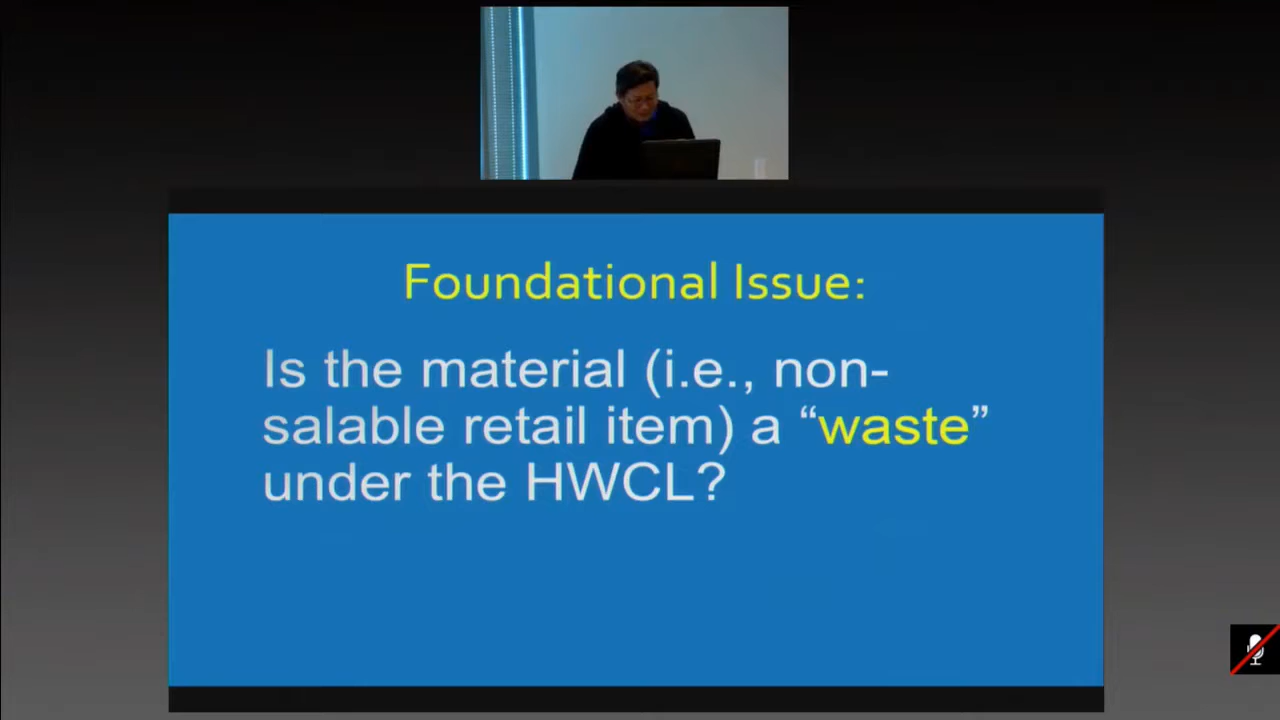 Foundational Issue:
Is the material (i.e., non-
salable retail item) a “waste”
under the HWCL?